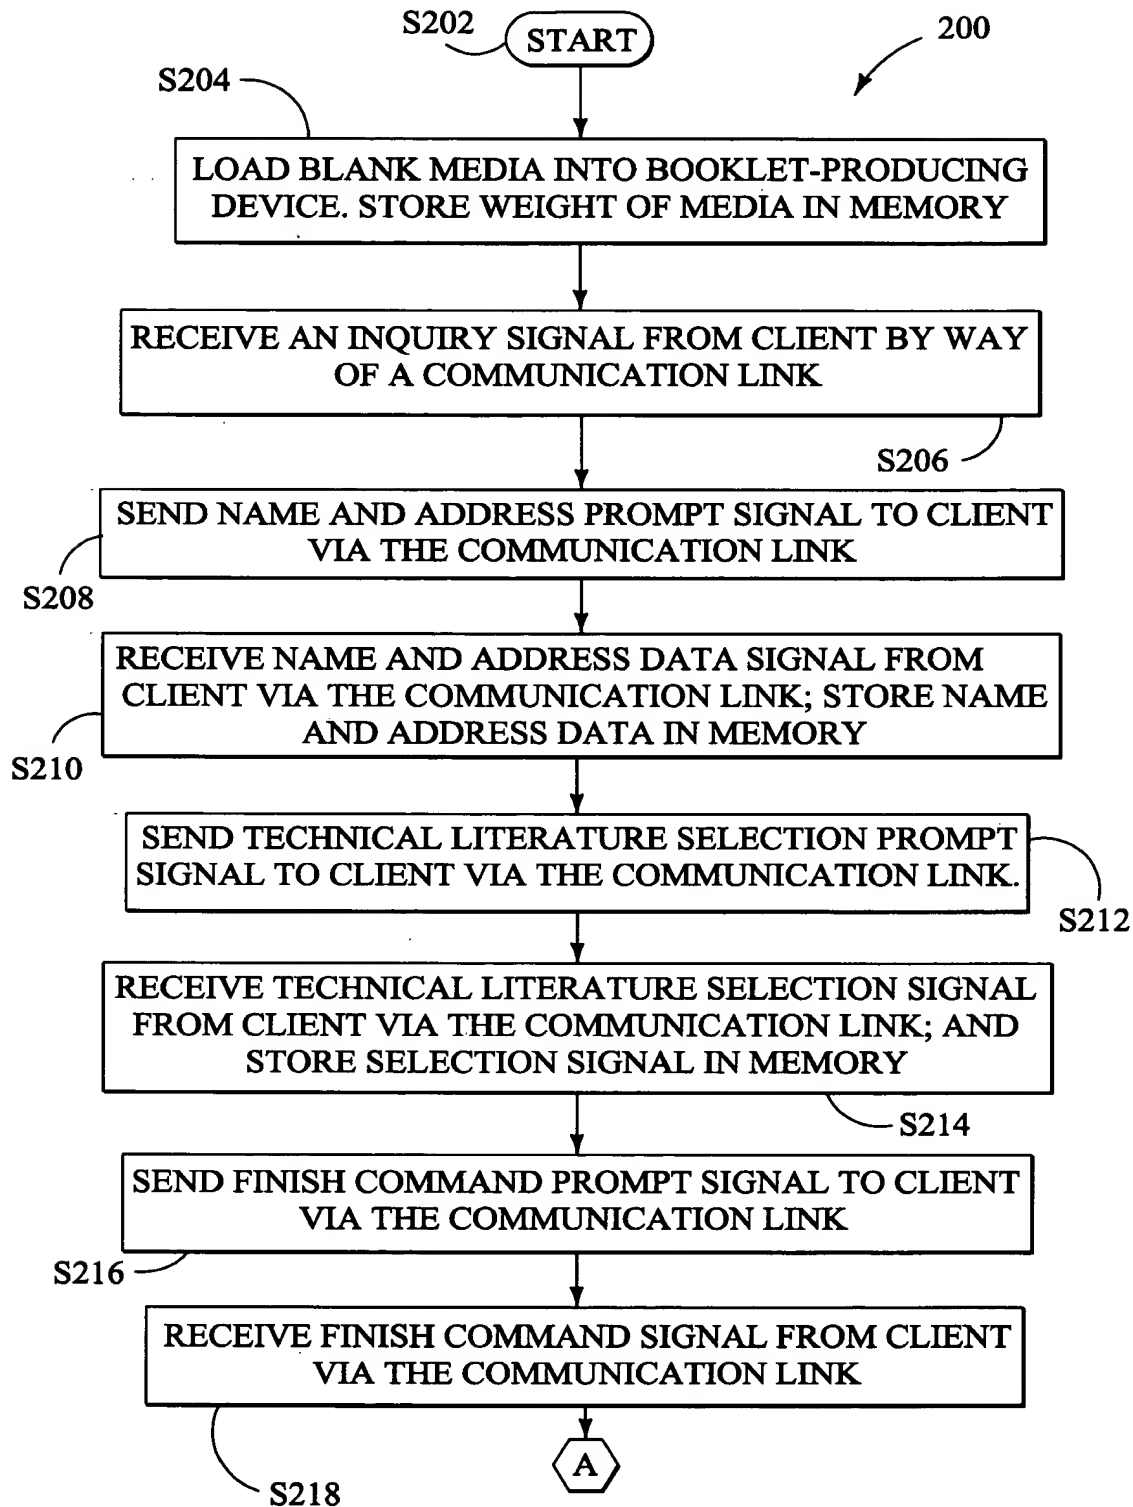 S202
START
200
S204
LOAD BLANK MEDIA INTO BOOKLET-PRODUCING
DEVICE. STORE WEIGHT OF MEDIA IN MEMORY
RECEIVE AN INQUIRY SIGNAL FROM CLIENT BY WAY
OF A COMMUNICATION LINK
S206
SEND NAME AND ADDRESS PROMPT SIGNAL TO CLIENT
VIA THE COMMUNICATION LINK
S208
RECEIVE NAME AND ADDRESS DATA SIGNAL FROM
CLIENT VIA THE COMMUNICATION LINK; STORE NAME
AND ADDRESS DATA IN MEMORY
S210
SEND TECHNICAL LITERATURE SELECTION PROMPT
SIGNAL TO CLIENT VIA THE COMMUNICATION LINK.
S212
RECEIVE TECHNICAL LITERATURE SELECTION SIGNAL
FROM CLIENT VIA THE COMMUNICATION LINK; AND
STORE SELECTION SIGNAL IN MEMORY
S214
SEND FINISH COMMAND PROMPT SIGNAL TO CLIENT
VIA THE COMMUNICATION LINK
S216
RECEIVE FINISH COMMAND SIGNAL FROM CLIENT
VIA THE COMMUNICATION LINK
A
S218